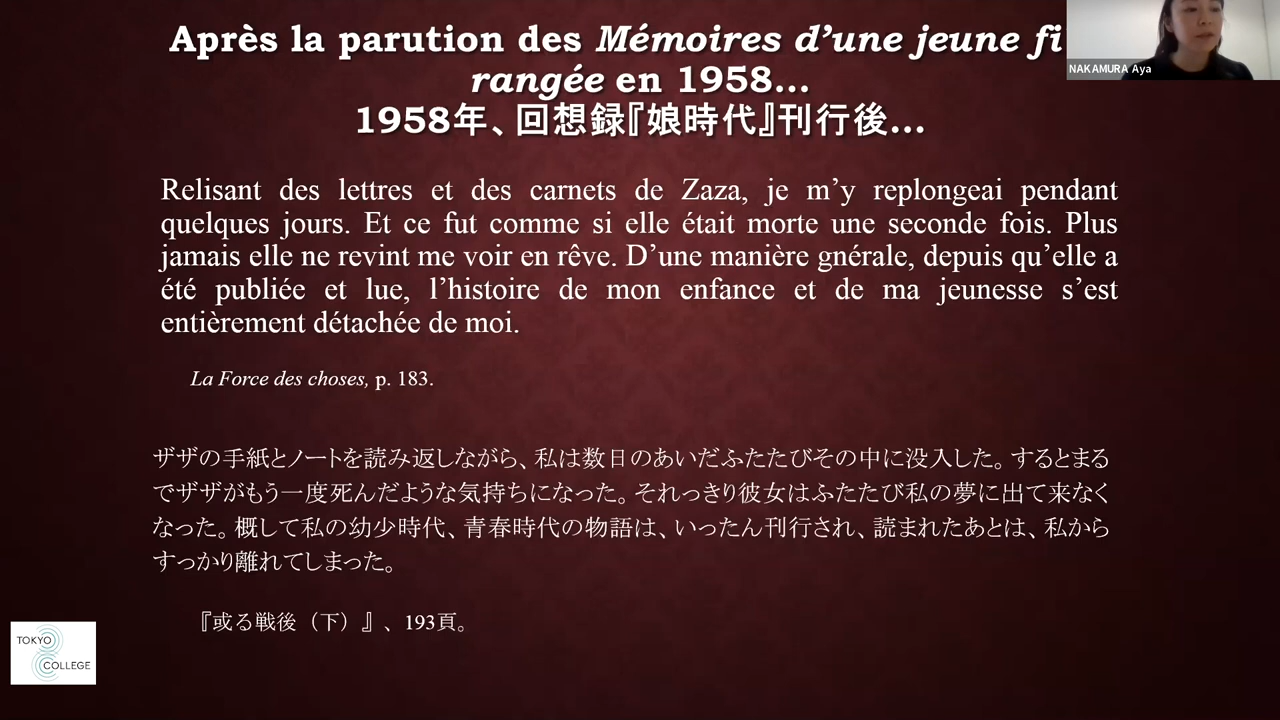 Après la parution des Mémoires d’une jeune fi
rangée en 1958…
1958年、回想録『娘時代』刊行後…
NAKAMURA Aya
Relisant des lettres et des carnets de Zaza, je m’y replongeai pendant
quelques jours. Et ce fut comme si elle était morte une seconde fois. Plus
jamais elle ne revint me voir en rêve. D’une manière gnérale, depuis qu’elle a
été publiée et lue, l’histoire de mon enfance et de ma jeunesse s’est
entièrement détachée de moi.
La Force des choses, p. 183.
ザザの手紙とノートを読み返しながら、私は数日のあいだふたたびその中に没入した。するとまる
でザザがもう一度死んだような気持ちになった。それっきり彼女はふたたび私の夢に出て来なく
なった。概して私の幼少時代、青春時代の物語は、いったん刊行され、読まれたあとは、私から
すっかり離れてしまった。
『或る戦後（下）』、193頁。
TOKYO
COLLEGE